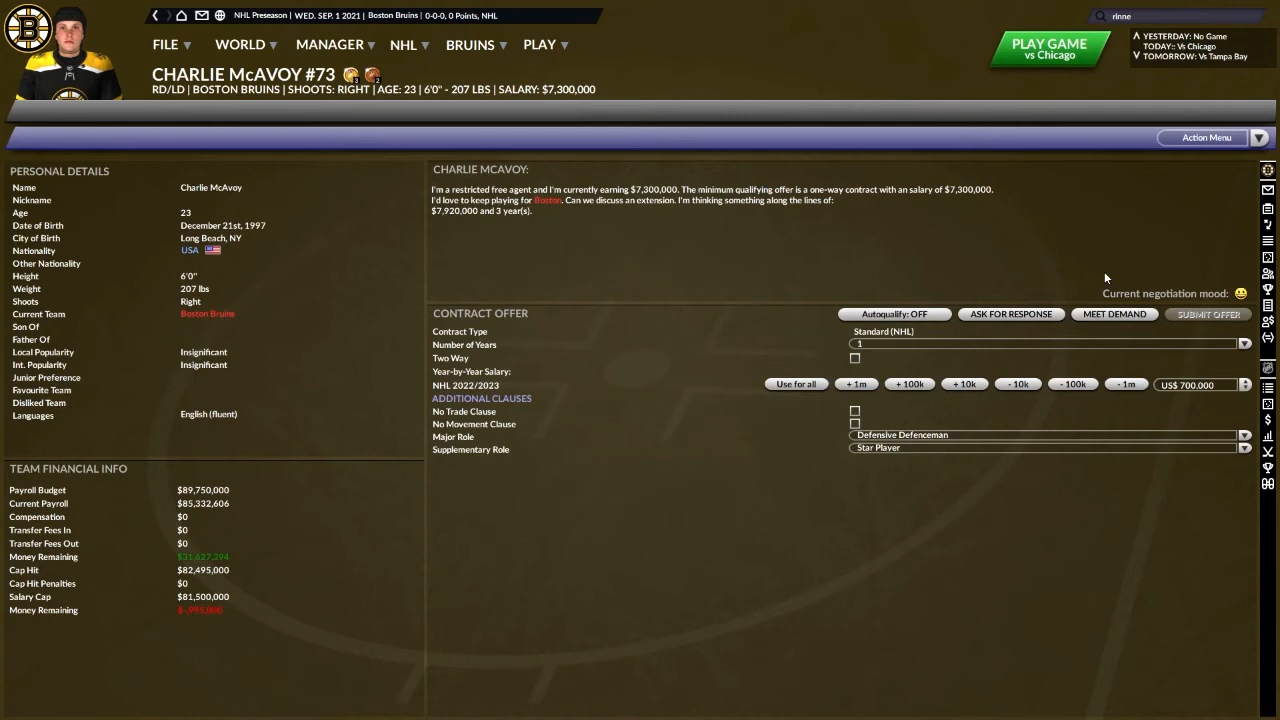 NHL Preseason | WED. SEP. 1 2021 | Boston Bruins | 0-0-0, 0 Points, NHL
rinne
FILE WORLD MANAGER NHL BRUINS PLAY
PLAY GAME
vs Chicago
YESTERDAY: No Game
TODAY:: Vs Chicago
TOMORROW: Vs Tampa Bay
CHARLIE McAVOY #73
RD/LD | BOSTON BRUINS | SHOOTS: RIGHT | AGE: 23 | 6'0" - 207 LBS | SALARY: $7,300,000
Action Menu
PERSONAL DETAILS
Name Charlie McAvoy
Nickname
Age 23
Date of Birth December 21st, 1997
City of Birth Long Beach, NY
Nationality USA
Other Nationality
Height 6'0"
Weight 207 lbs
Shoots Right
Current Team Boston Bruins
Son Of
Father Of
Local Popularity Insignificant
Int. Popularity Insignificant
Junior Preference
Favourite Team
Disliked Team
Languages English (fluent)
TEAM FINANCIAL INFO
Payroll Budget $89,750,000
Current Payroll $85,332,606
Compensation $0
Transfer Fees In $0
Transfer Fees Out $0
Money Remaining $31,627,394
Cap Hit $82,495,000
Cap Hit Penalties $0
Salary Cap $81,500,000
Money Remaining $-995,000
CHARLIE MCAVOY:
I'm a restricted free agent and I'm currently earning $7,300,000. The minimum qualifying offer is a one-way contract with an salary of $7,300,000.
I'd love to keep playing for Boston. Can we discuss an extension. I'm thinking something along the lines of:
$7,920,000 and 3 year(s).
Current negotiation mood:
CONTRACT OFFER
Autoqualify: OFF ASK FOR RESPONSE MEET DEMAND SUBMIT OFFER
Contract Type Standard (NHL)
Number of Years 1
Two Way
Year-by-Year Salary:
NHL 2022/2023 Use for all + 1m + 100k + 10k - 10k - 100k - 1m US$ 700.000
ADDITIONAL CLAUSES
No Trade Clause
No Movement Clause
Major Role Defensive Defenceman
Supplementary Role Star Player